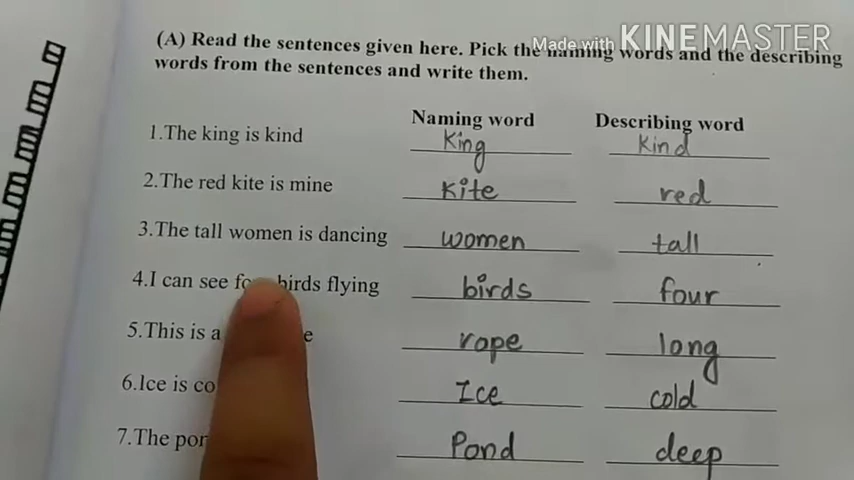 Made with KINEMASTER
(A) Read the sentences given here. Pick the naming words and the describing
words from the sentences and write them.
Naming word Describing word
1.The king is kind King kind
2.The red kite is mine kite red
3.The tall women is dancing women tall
4.I can see birds flying birds four
5.This is a rope long
6.Ice is Ice cold
7.The Pond deep